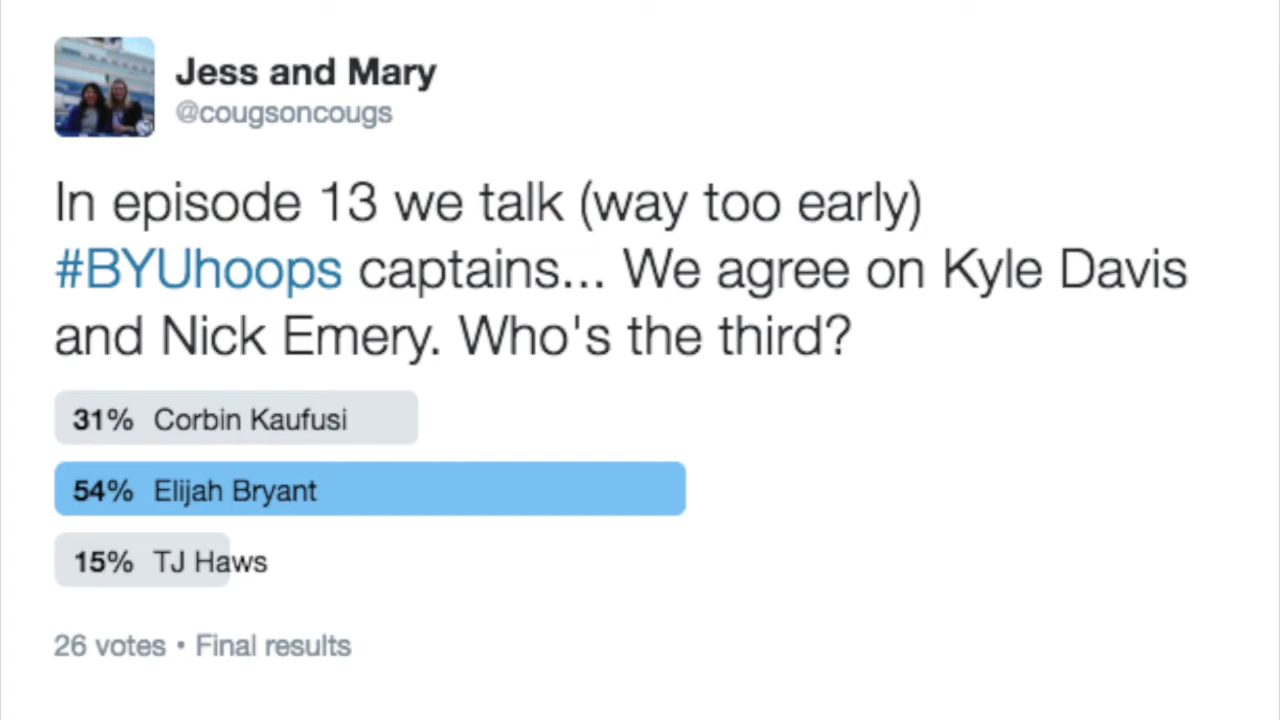 Jess and Mary
@cougsoncougs
In episode 13 we talk (way too early)
#BYUhoops captains... We agree on Kyle Davis
and Nick Emery. Who's the third?
31% Corbin Kaufusi
54% Elijah Bryant
15% TJ Haws
26 votes • Final results